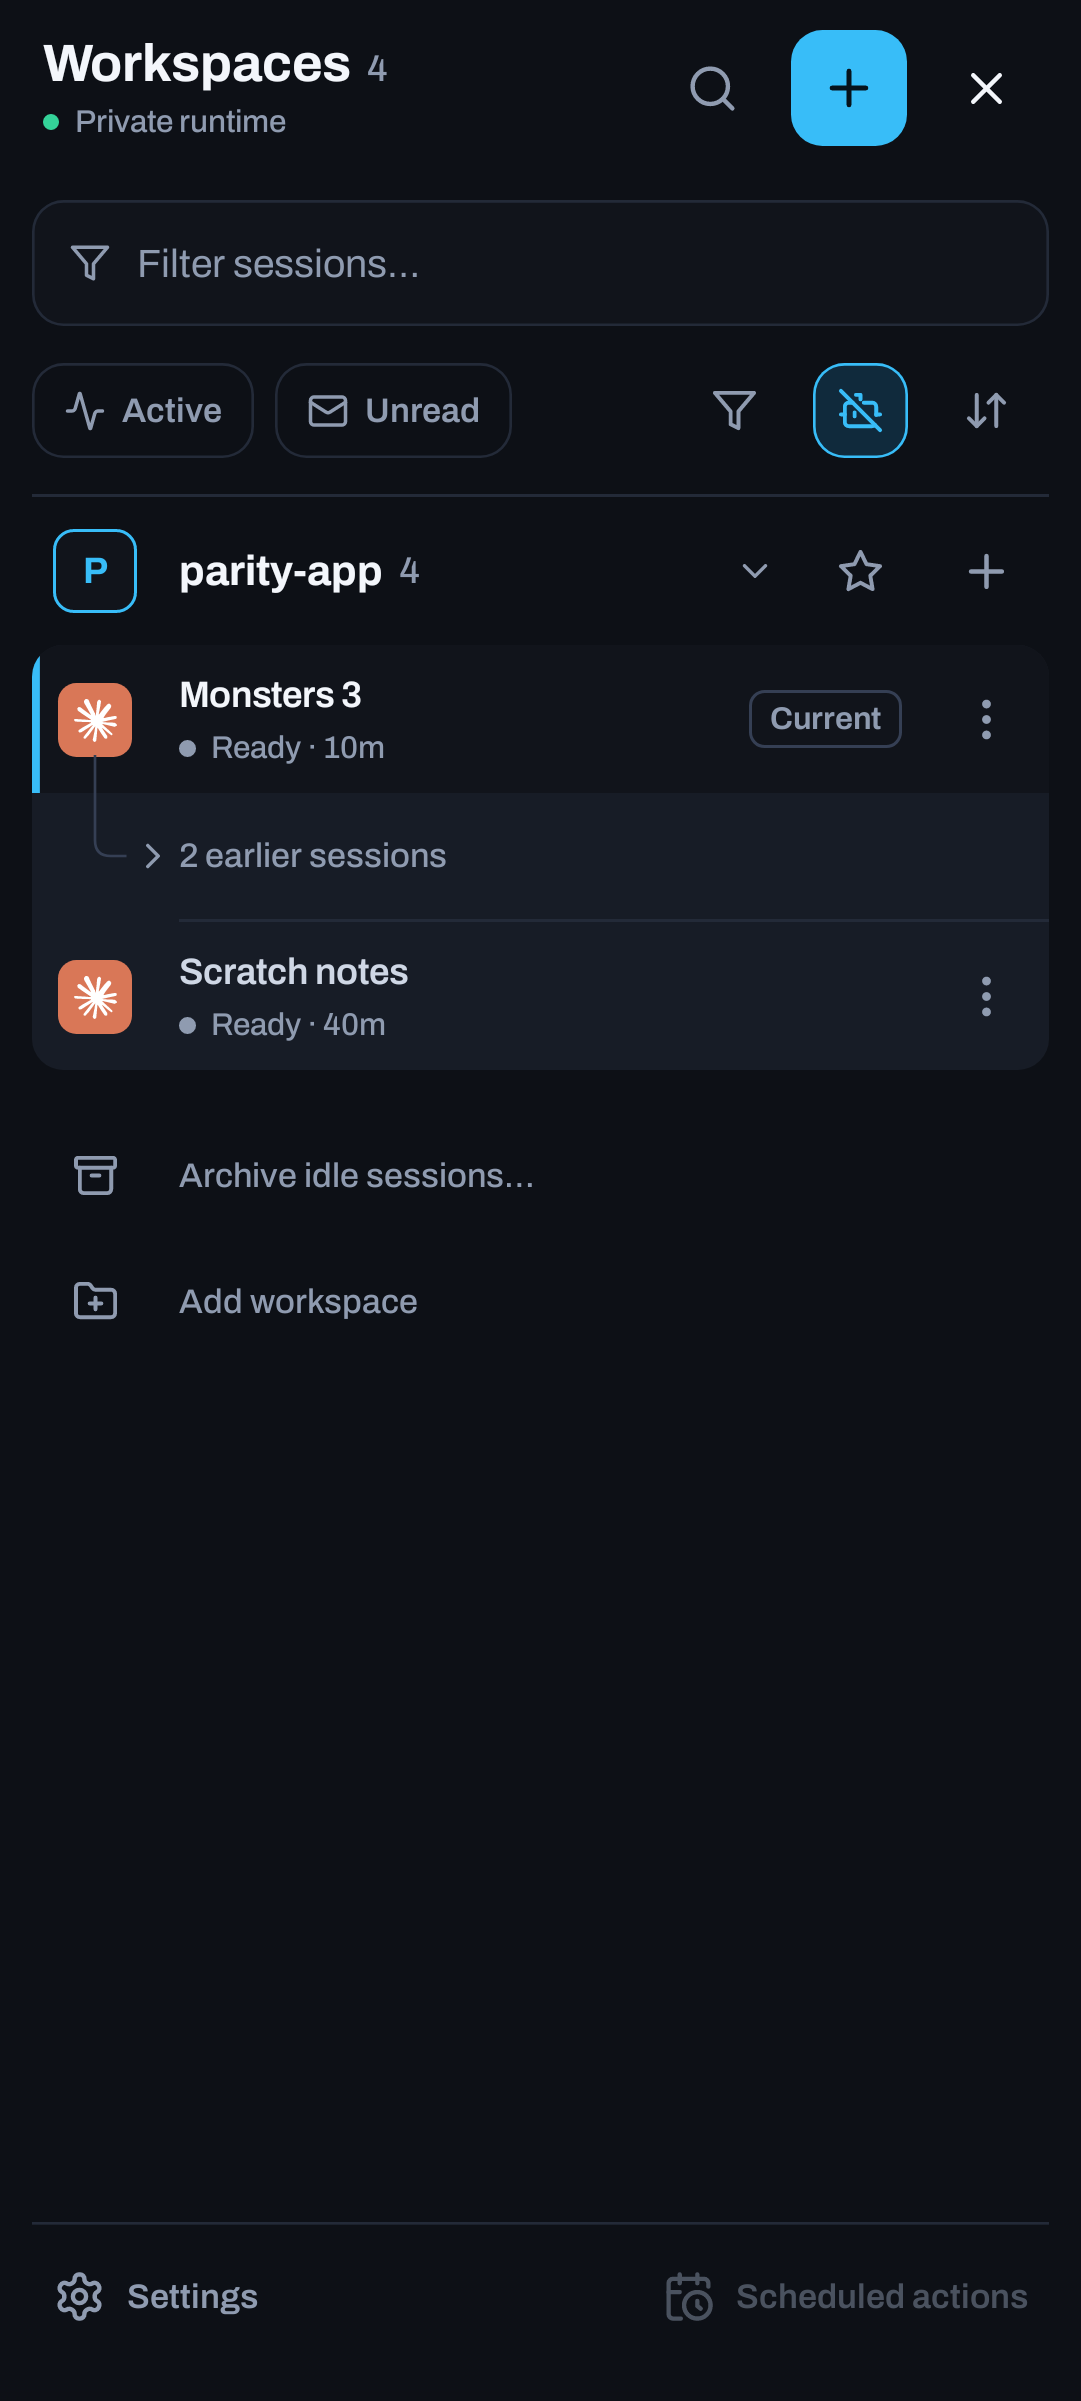 Workspaces 4
Private runtime
Filter sessions...
Active
Unread
P
parity-app 4
Monsters 3
Ready · 10m
Current
2 earlier sessions
Scratch notes
Ready · 40m
Archive idle sessions...
Add workspace
Settings
Scheduled actions